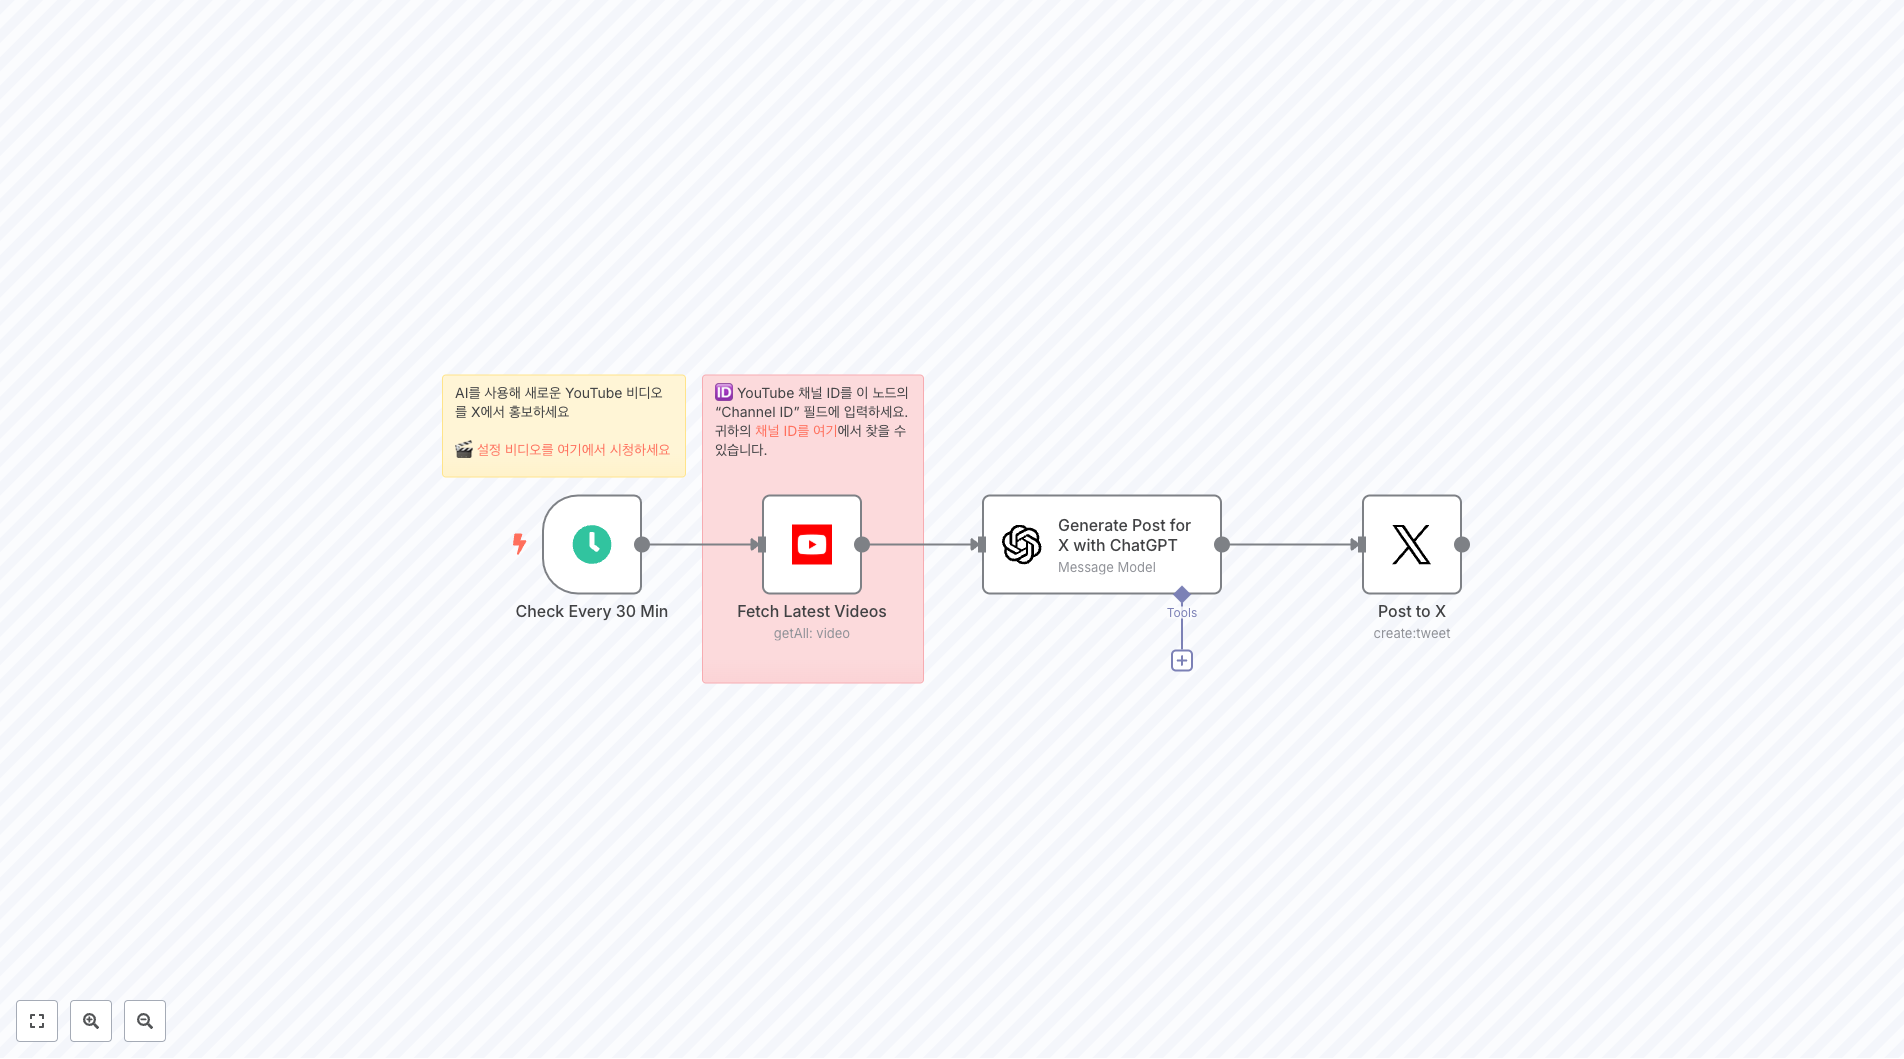 AI를 사용해 새로운 YouTube 비디오
를 X에서 홍보하세요
🎬 설정 비디오를 여기에서 시청하세요
🆔 YouTube 채널 ID를 이 노드의
“Channel ID” 필드에 입력하세요.
귀하의 채널 ID를 여기에서 찾을 수
있습니다.
Check Every 30 Min
Fetch Latest Videos
getAll: video
Generate Post for
X with ChatGPT
Message Model
Tools
Post to X
create:tweet